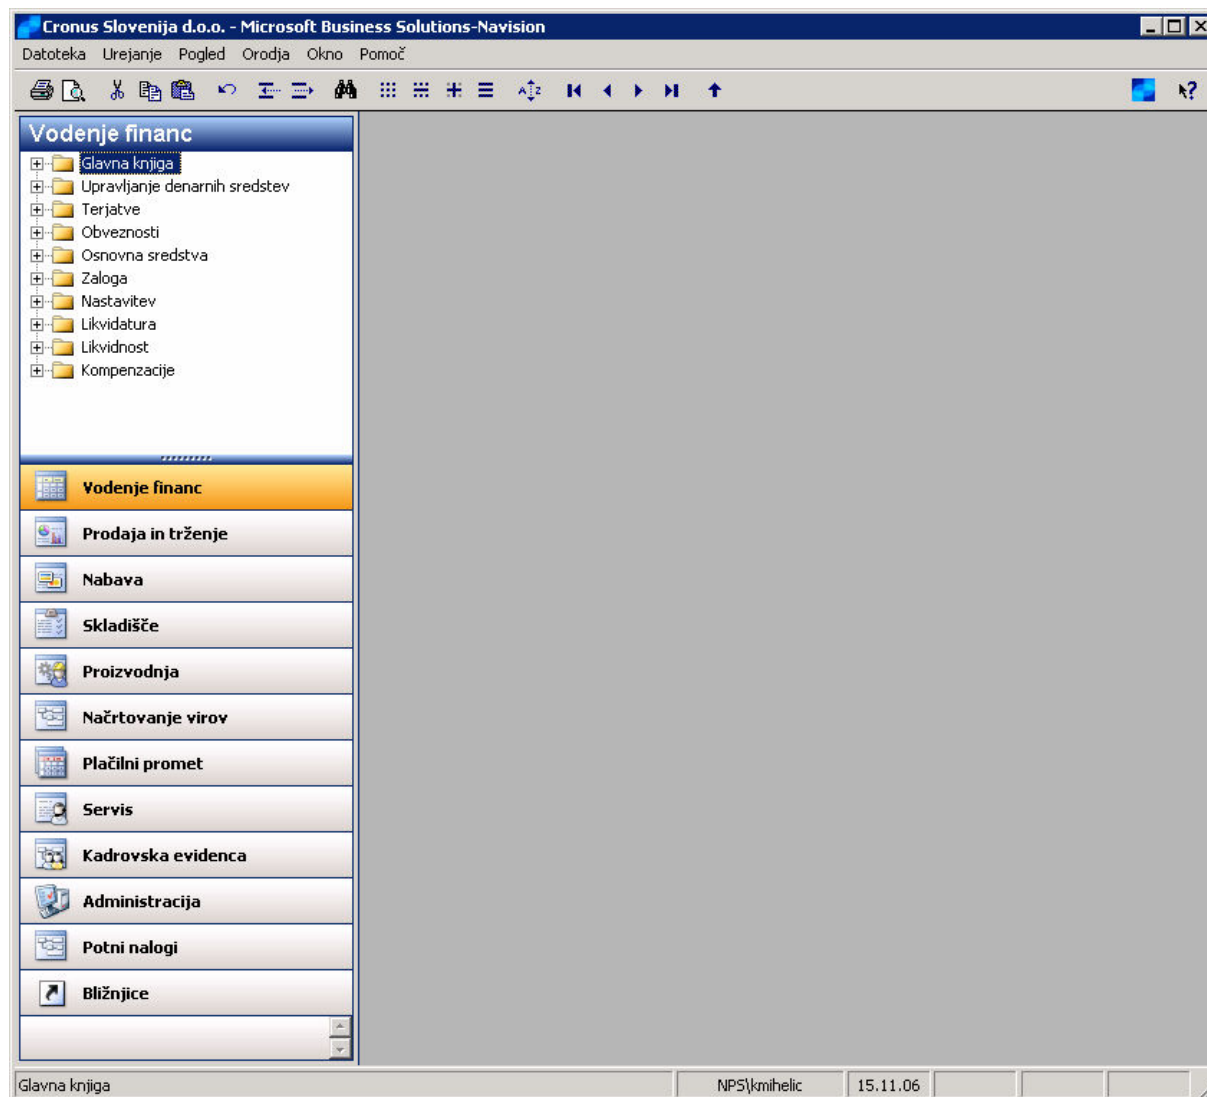 Cronus Slovenija d.o.o. - Microsoft Business Solutions-Navision
Datoteka Urejanje Pogled Orodja Okno Pomoč
Vodenje financ
Glavna knjiga
Upravljanje denarnih sredstev
Terjatve
Obveznosti
Osnovna sredstva
Zaloga
Nastavitev
Likvidatura
Likvidnost
Kompenzacije
Vodenje financ
Prodaja in trženje
Nabava
Skladišče
Proizvodnja
Načrtovanje virov
Plačilni promet
Servis
Kadrovska evidenca
Administracija
Potni nalogi
Bližnjice
Glavna knjiga NPS\kmihelic 15.11.06